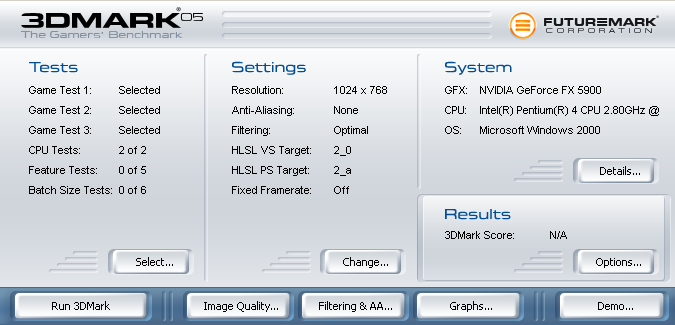 3DMARK®05
The Gamers' Benchmark
FUTUREMARK®
CORPORATION
Tests
Game Test 1: Selected
Game Test 2: Selected
Game Test 3: Selected
CPU Tests: 2 of 2
Feature Tests: 0 of 5
Batch Size Tests: 0 of 6
Select...
Settings
Resolution: 1024 x 768
Anti-Aliasing: None
Filtering: Optimal
HLSL VS Target: 2_0
HLSL PS Target: 2_a
Fixed Framerate: Off
Change...
System
GFX: NVIDIA GeForce FX 5900
CPU: Intel(R) Pentium(R) 4 CPU 2.80GHz @
OS: Microsoft Windows 2000
Details...
Results
3DMark Score: N/A
Options...
Run 3DMark
Image Quality...
Filtering & AA...
Graphs...
Demo...